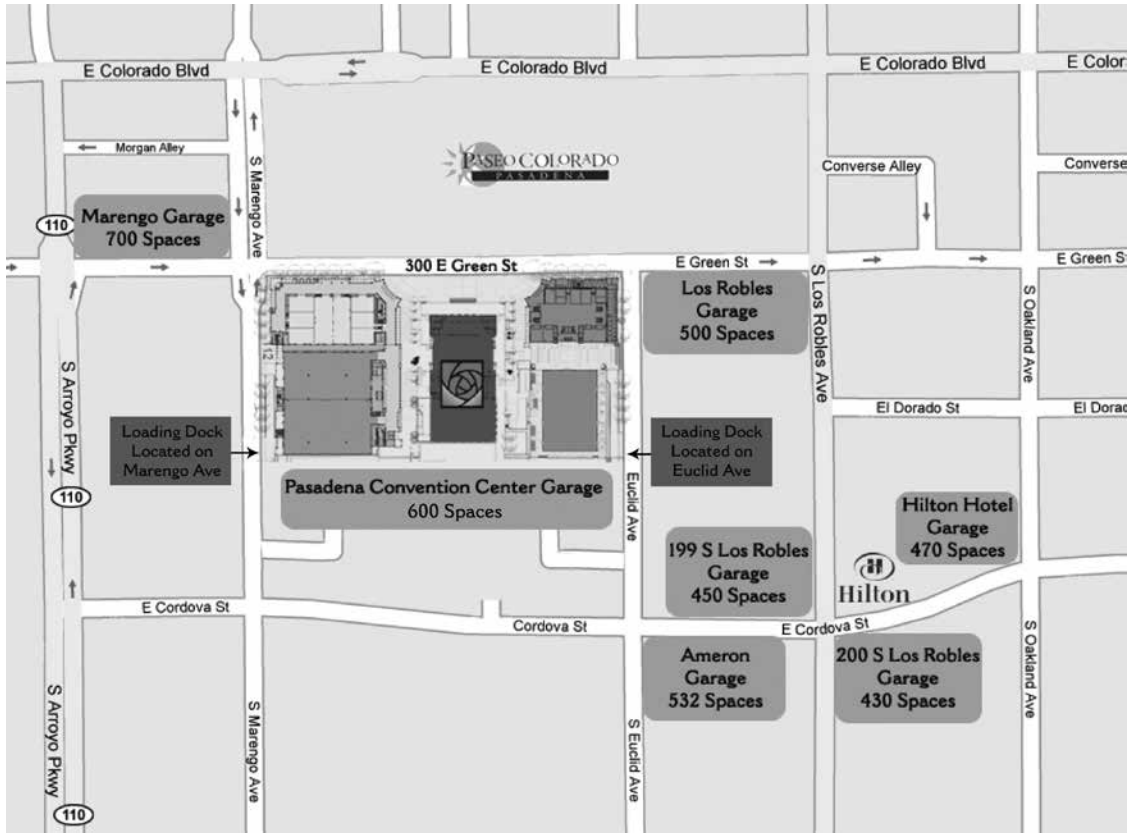 E Colorado Blvd
E Colorado Blvd
E Colorado Blvd
E Color
Morgan Alley
S Marengo Ave
PASEO COLORADO
PASADENA
Converse Alley
Converse
110
Marengo Garage
700 Spaces
300 E Green St
E Green St
E Green St
Los Robles
Garage
500 Spaces
S Los Robles Ave
S Oakland Ave
12
S Arroyo Pkwy
El Dorado St
El Dorad
Loading Dock
Located on
Marengo Ave
Loading Dock
Located on
Euclid Ave
Pasadena Convention Center Garage
600 Spaces
Euclid Ave
110
Hilton Hotel
Garage
470 Spaces
199 S Los Robles
Garage
450 Spaces
H
Hilton
E Cordova St
Cordova St
E Cordova St
Ameron
Garage
532 Spaces
200 S Los Robles
Garage
430 Spaces
S Oakland Ave
S Arroyo Pkwy
S Marengo Ave
S Euclid Ave
110